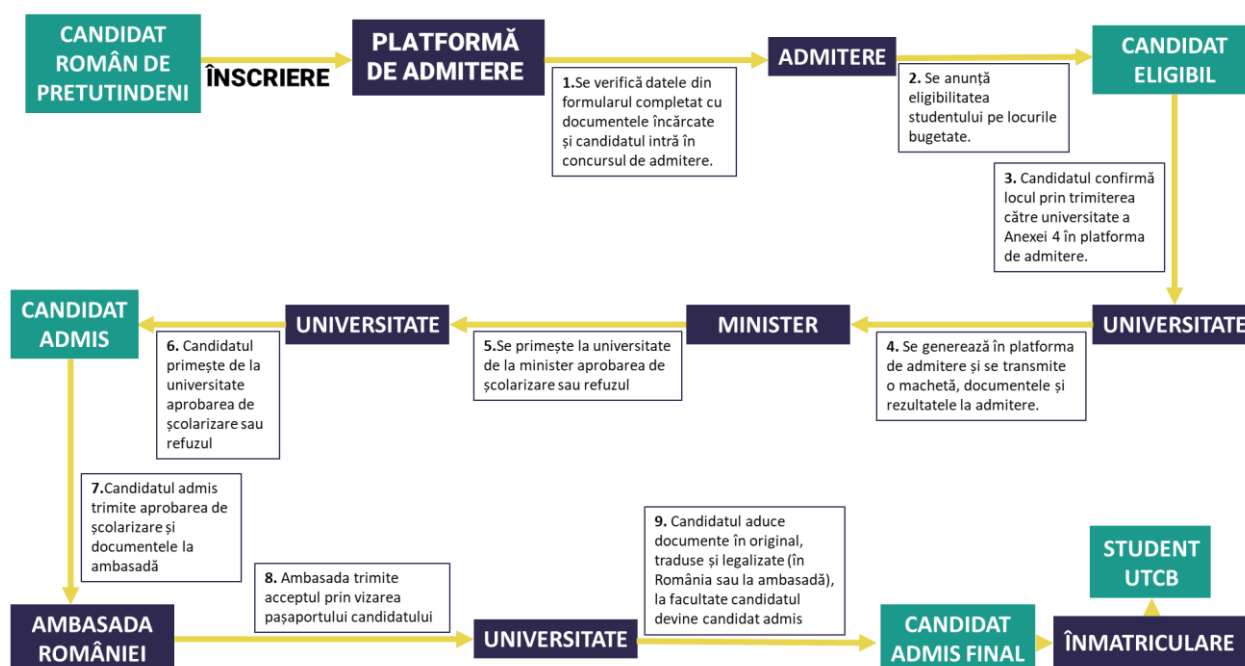 CANDIDAT
ROMÂN DE
PRETUTINDENI
ÎNSCRIERE
PLATFORMĂ
DE ADMITERE
1.Se verifică datele din
formularul completat cu
documentele încărcate
și candidatul intră în
concursul de admitere.
ADMITERE
2. Se anunță
eligibilitatea
studentului pe locurile
bugetate.
CANDIDAT
ELIGIBIL
3. Candidatul confirmă
locul prin trimiterea
către universitate a
Anexei 4 în platforma
de admitere.
UNIVERSITATE
4. Se generează în platforma
de admitere și se transmite
o machetă, documentele și
rezultatele la admitere.
MINISTER
5.Se primește la universitate
de la minister aprobarea de
școlarizare sau refuzul
UNIVERSITATE
6. Candidatul
primește de la
universitate
aprobarea de
școlarizare sau
refuzul
CANDIDAT
ADMIS
7.Candidatul admis
trimite aprobarea de
școlarizare și
documentele la
ambasadă
AMBASADA
ROMÂNIEI
8. Ambasada trimite
acceptul prin vizarea
pașaportului candidatului
UNIVERSITATE
9. Candidatul aduce
documente în original,
traduse și legalizate (în
România sau la ambasadă),
la facultate candidatul
devine candidat admis
CANDIDAT
ADMIS FINAL
ÎNMATRICULARE
STUDENT
UTCB